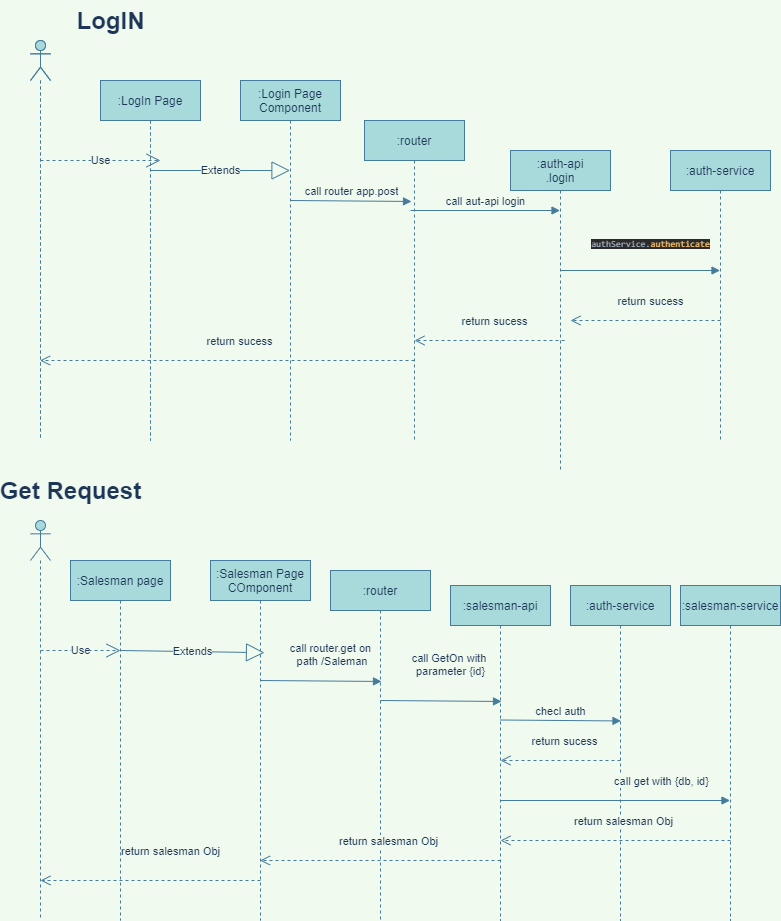 LogIN
:LogIn Page
:Login Page
Component
:router
:auth-api
.login
:auth-service
Use
Extends
call router app.post
call aut-api login
authService.authenticate
return sucess
return sucess
return sucess
Get Request
:Salesman page
:Salesman Page
COmponent
:router
:salesman-api
:auth-service
:salesman-service
Use
Extends
call router.get on
path /Saleman
call GetOn with
parameter {id}
checl auth
return sucess
call get with {db, id}
return salesman Obj
return salesman Obj
return salesman Obj